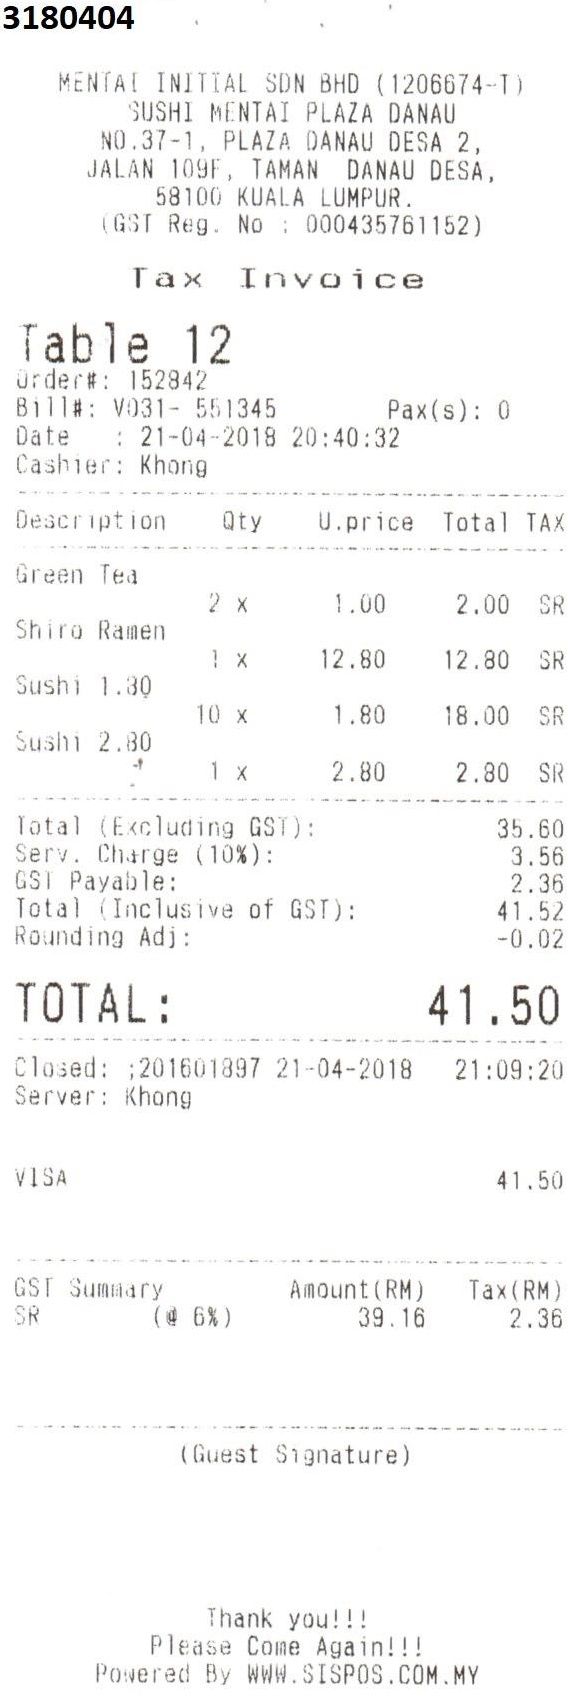 3180404
MENTAI INITIAL SDN BHD (1206674-T)
SUSHI MENTAI PLAZA DANAU
NO.37-1, PLAZA DANAU DESA 2,
JALAN 109F, TAMAN DANAU DESA,
58100 KUALA LUMPUR.
(GST Reg. No : 000435761152)
Tax Invoice
Table 12
Order#: 152842
Bill#: V031- 551345 Pax(s): 0
Date : 21-04-2018 20:40:32
Cashier: Khong
Description Qty U.price Total TAX
Green Tea
2 x 1.00 2.00 SR
Shiro Ramen
1 x 12.80 12.80 SR
Sushi 1.80
10 x 1.80 18.00 SR
Sushi 2.80
1 x 2.80 2.80 SR
Total (Excluding GST): 35.60
Serv. Charge (10%): 3.56
GST Payable: 2.36
Total (Inclusive of GST): 41.52
Rounding Adj: -0.02
TOTAL: 41.50
Closed: ;201601897 21-04-2018 21:09:20
Server: Khong
VISA 41.50
GST Summary Amount(RM) Tax(RM)
SR (@ 6%) 39.16 2.36
(Guest Signature)
Thank you!!!
Please Come Again!!!
Powered By WWW.SISPOS.COM.MY